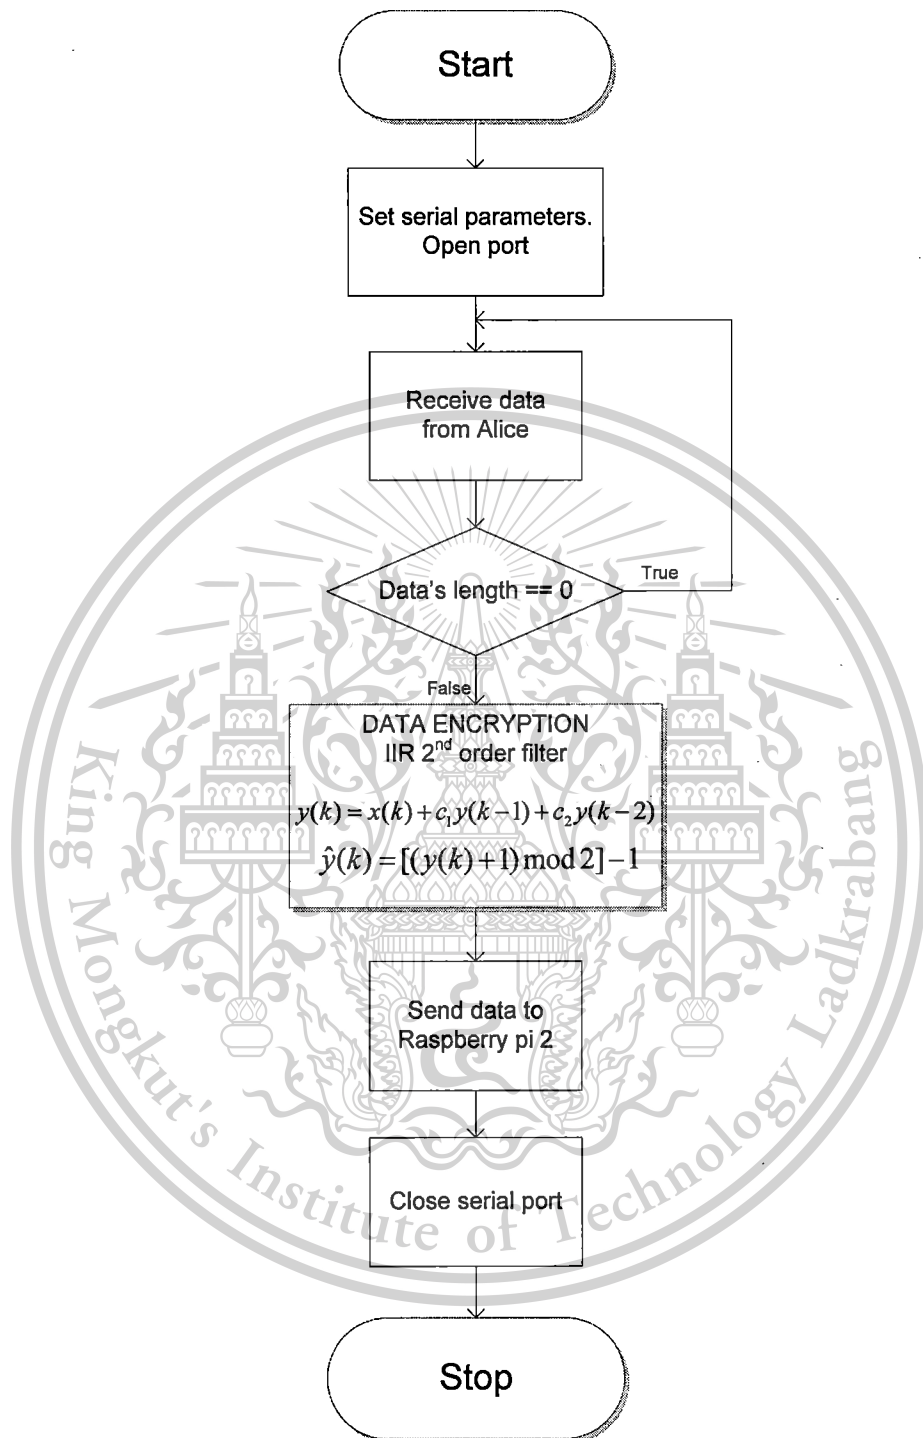 Start
Set serial parameters.
Open port
Receive data
from Alice
Data's length == 0
True
False
DATA ENCRYPTION
IIR 2nd order filter
y(k) = x(k) + c₁y(k−1) + c₂y(k−2)
ŷ(k) = [(y(k)+1) mod 2] − 1
Send data to
Raspberry pi 2
Close serial port
Stop
King Mongkut's Institute of Technology Ladkrabang